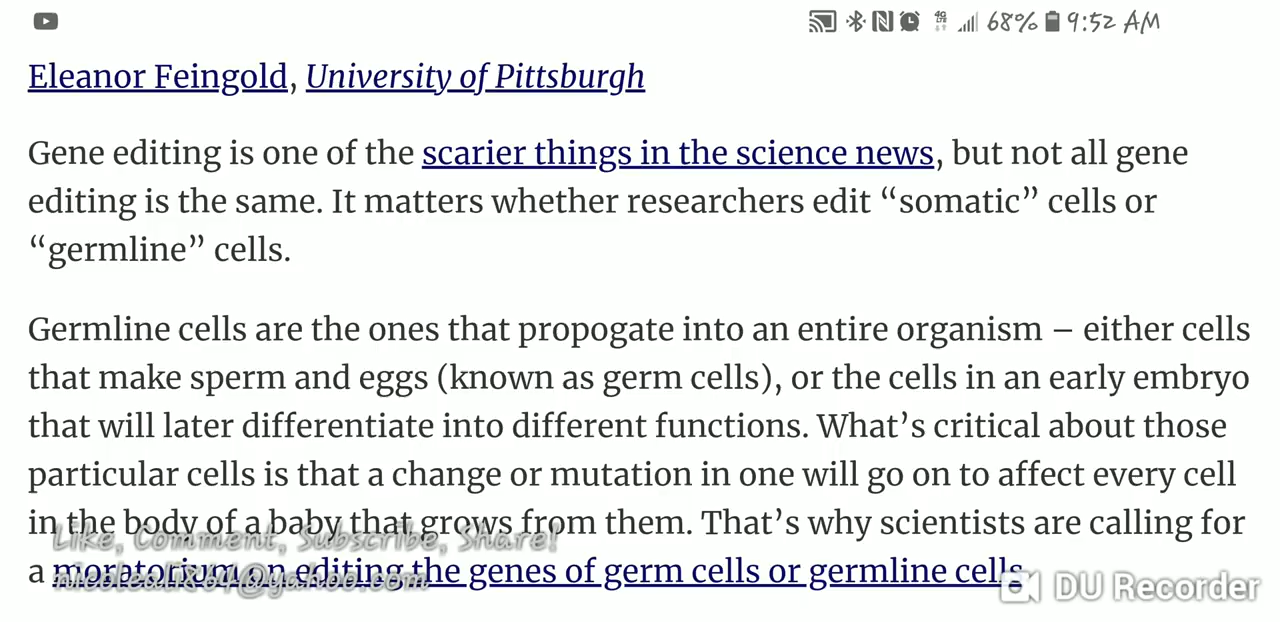 68% 9:52 AM
Eleanor Feingold, University of Pittsburgh
Gene editing is one of the scarier things in the science news, but not all gene
editing is the same. It matters whether researchers edit “somatic” cells or
“germline” cells.
Germline cells are the ones that propogate into an entire organism – either cells
that make sperm and eggs (known as germ cells), or the cells in an early embryo
that will later differentiate into different functions. What’s critical about those
particular cells is that a change or mutation in one will go on to affect every cell
in the body of a baby that grows from them. That’s why scientists are calling for
Like, Comment, Subscribe, Share!
a moratorium on editing the genes of germ cells or germline cells
DU Recorder